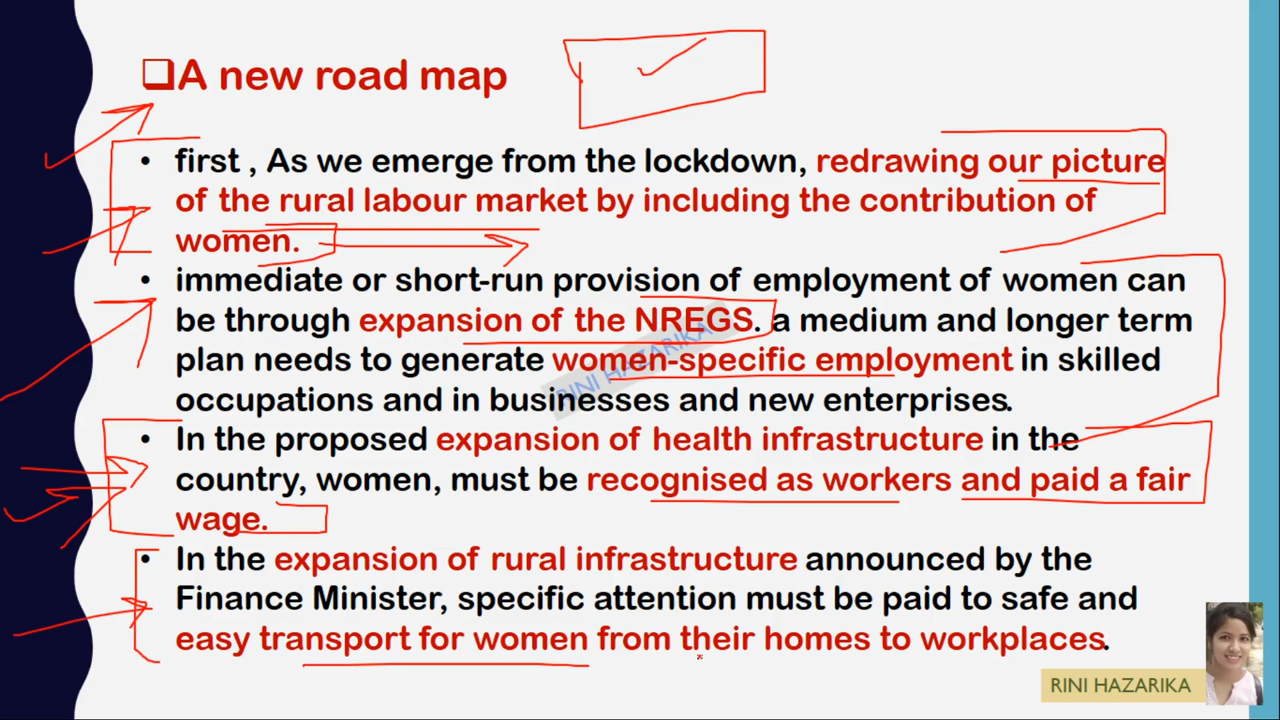 ❑A new road map
• first , As we emerge from the lockdown, redrawing our picture
of the rural labour market by including the contribution of
women.
• immediate or short-run provision of employment of women can
be through expansion of the NREGS. a medium and longer term
plan needs to generate women-specific employment in skilled
occupations and in businesses and new enterprises.
• In the proposed expansion of health infrastructure in the
country, women, must be recognised as workers and paid a fair
wage.
• In the expansion of rural infrastructure announced by the
Finance Minister, specific attention must be paid to safe and
easy transport for women from their homes to workplaces.
RINI HAZARIKA
RINI HAZARIKA